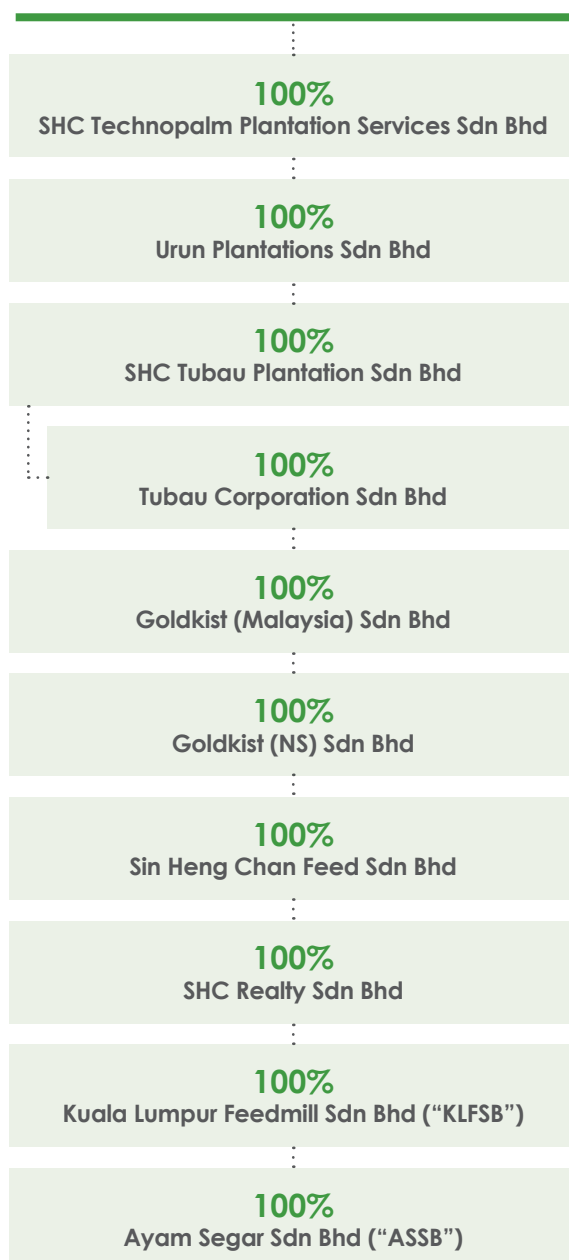 100%
SHC Technopalm Plantation Services Sdn Bhd
100%
Urun Plantations Sdn Bhd
100%
SHC Tubau Plantation Sdn Bhd
100%
Tubau Corporation Sdn Bhd
100%
Goldkist (Malaysia) Sdn Bhd
100%
Goldkist (NS) Sdn Bhd
100%
Sin Heng Chan Feed Sdn Bhd
100%
SHC Realty Sdn Bhd
100%
Kuala Lumpur Feedmill Sdn Bhd (“KLFSB”)
100%
Ayam Segar Sdn Bhd (“ASSB”)